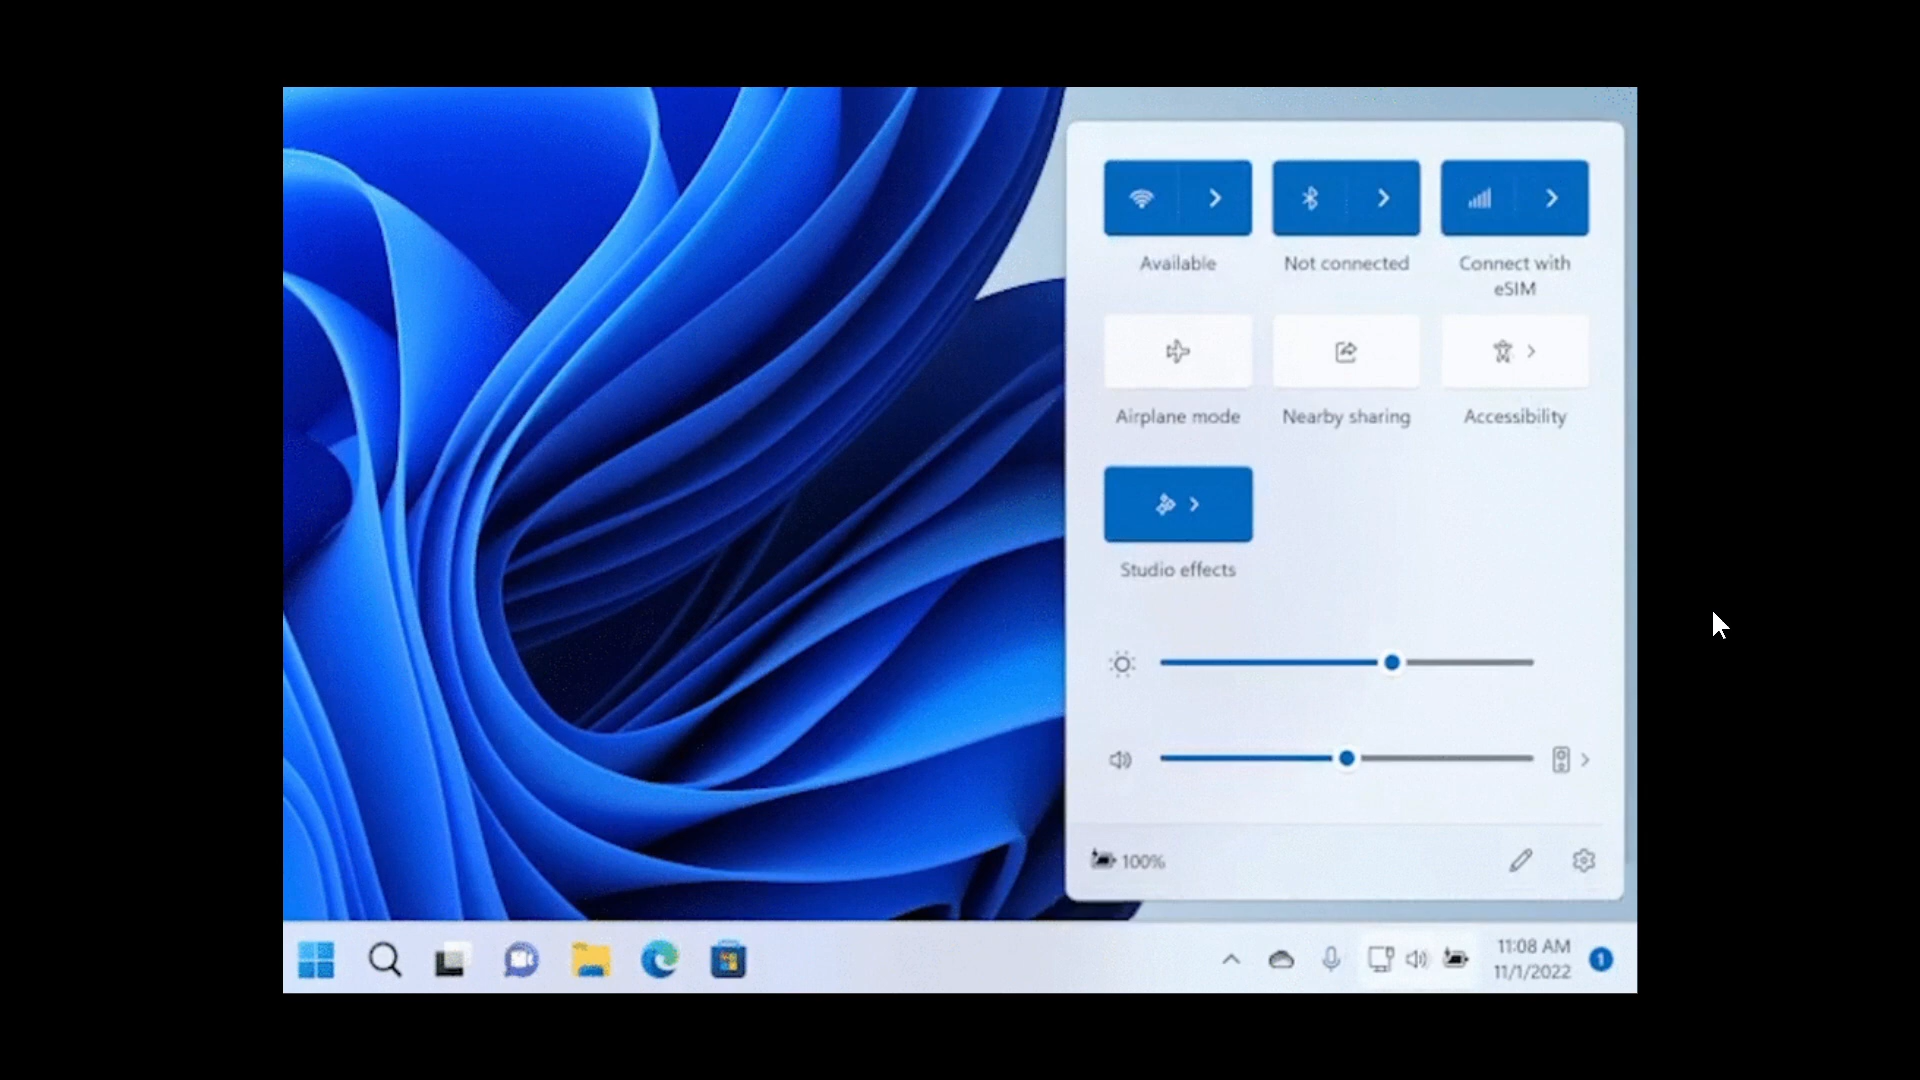 Available
Not connected
Connect with
eSIM
Airplane mode
Nearby sharing
Accessibility
Studio effects
100%
11:08 AM
11/1/2022
1